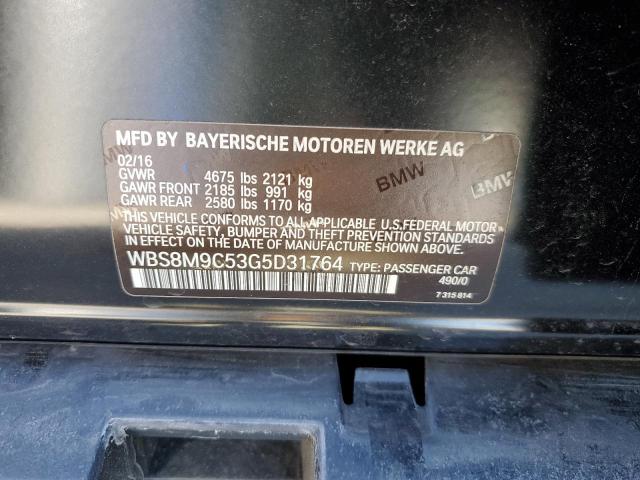 MFD BY BAYERISCHE MOTOREN WERKE AG
02/16
GVWR 4675 lbs 2121 kg
GAWR FRONT 2185 lbs 991 kg
GAWR REAR 2580 lbs 1170 kg
THIS VEHICLE CONFORMS TO ALL APPLICABLE U.S.FEDERAL MOTOR
VEHICLE SAFETY, BUMPER, AND THEFT PREVENTION STANDARDS
IN EFFECT ON THE DATE OF MANUFACTURE SHOWN ABOVE.
WBS8M9C53G5D31764 TYPE: PASSENGER CAR
490/0
7 315 814
BMW
BMW
BMW